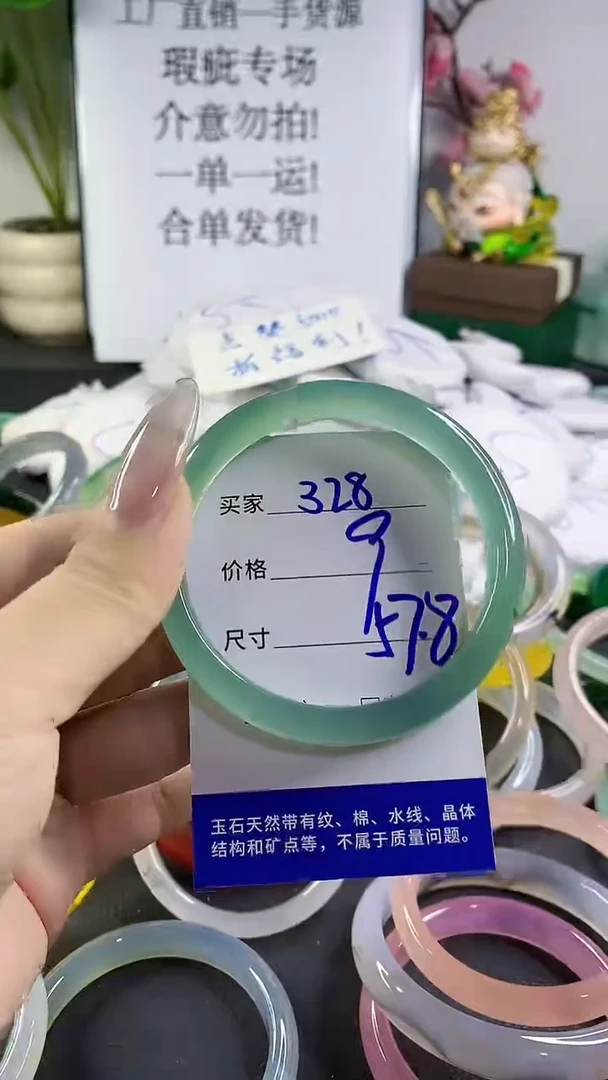 工厂直销一手货源
瑕疵专场
介意勿拍!
一单一运!
合单发货!
买家 328
9
价格
尺寸 57.8
玉石天然带有纹、棉、水线、晶体
结构和矿点等，不属于质量问题。